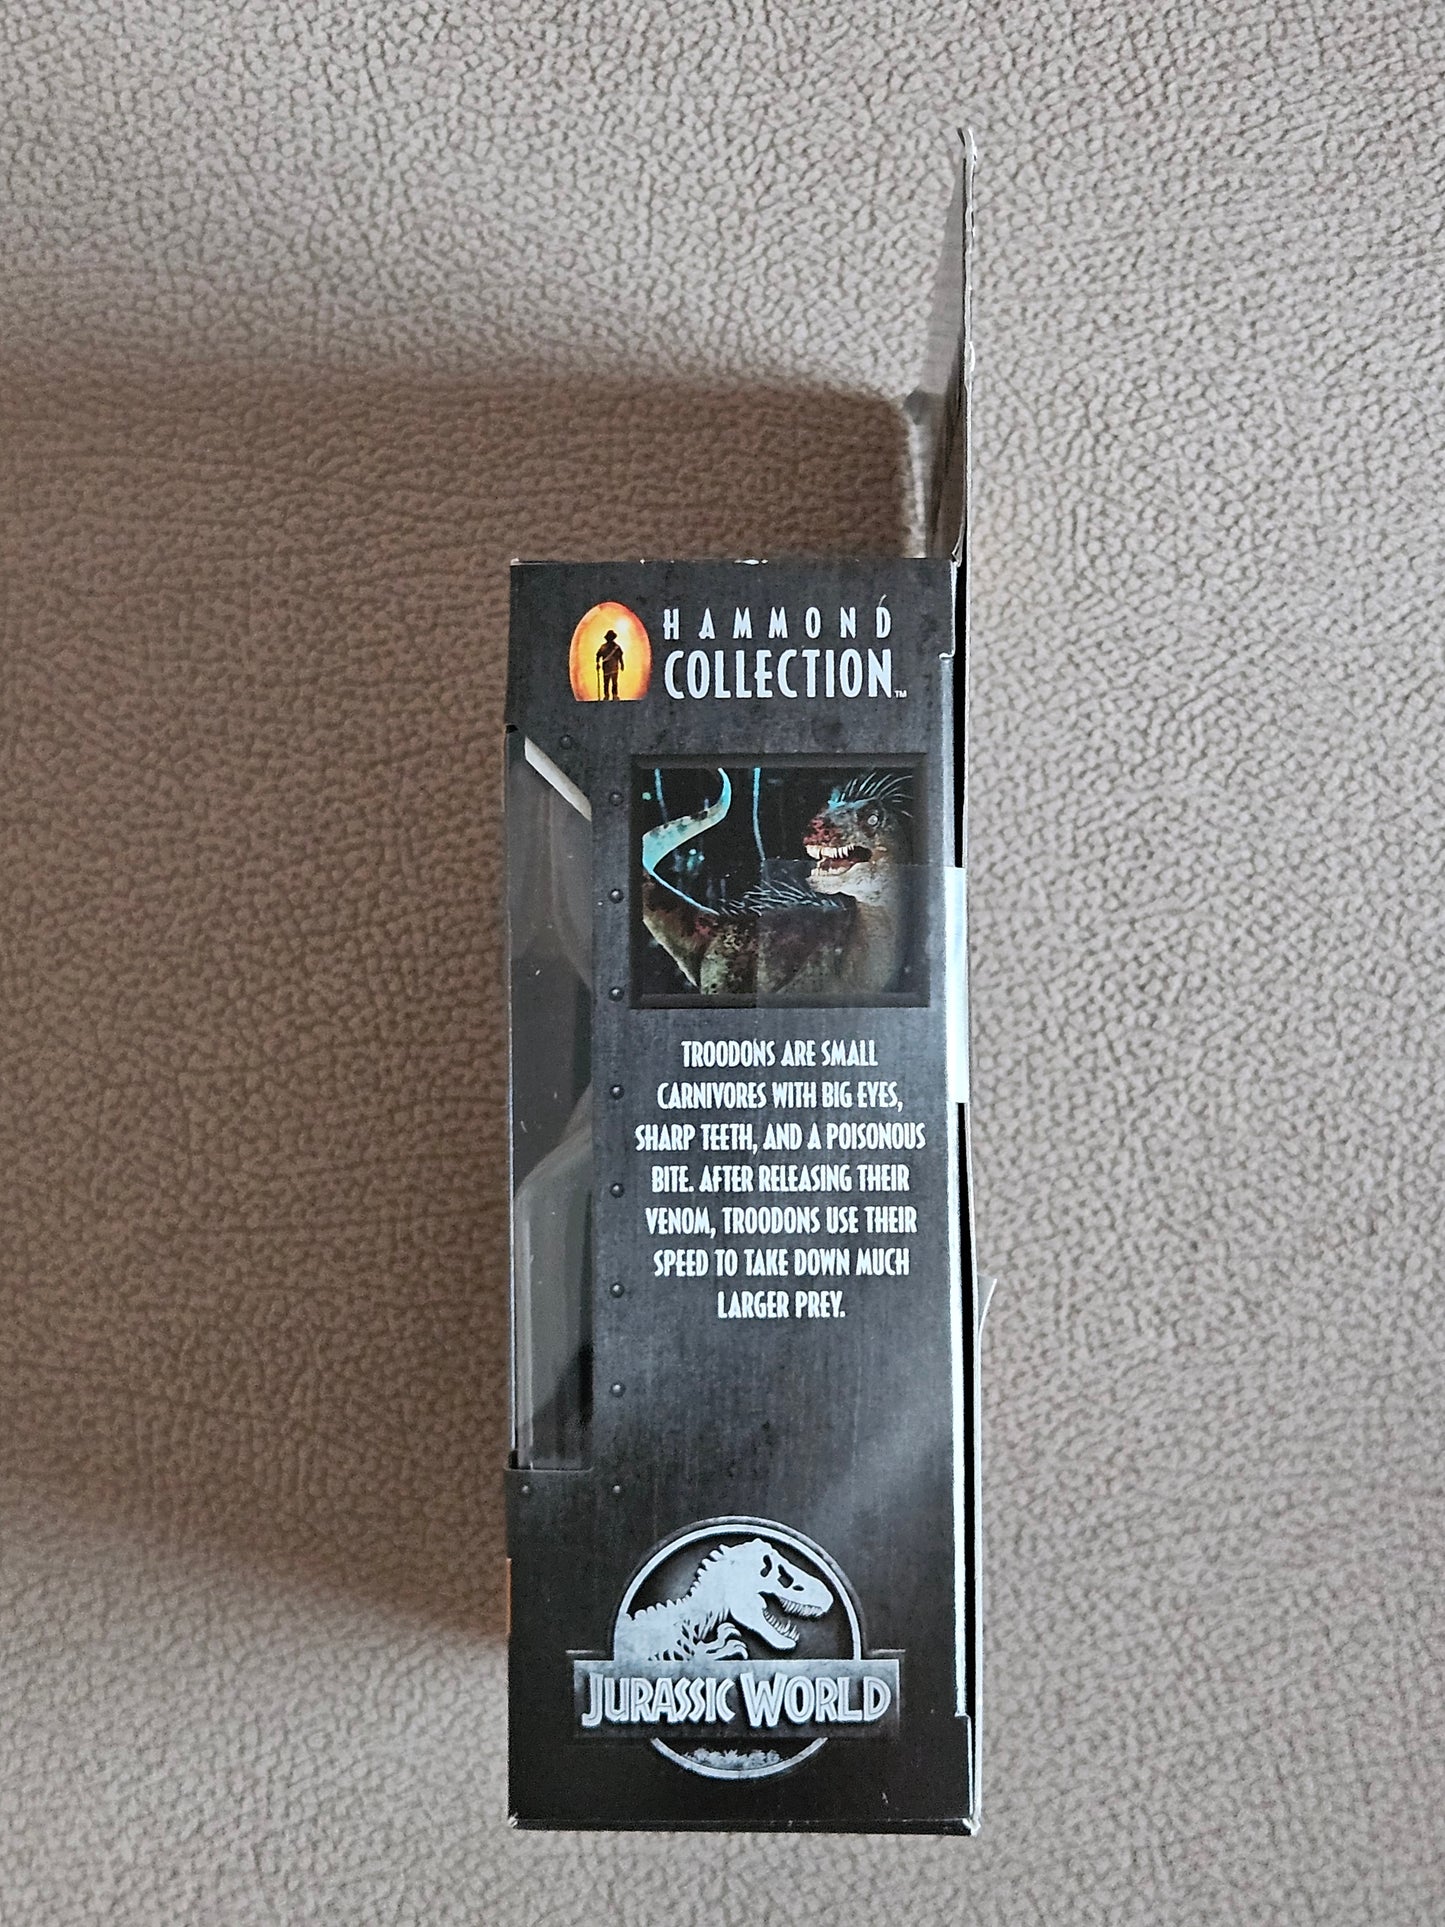 HAMMOND
COLLECTION™
TROODONS ARE SMALL
CARNIVORES WITH BIG EYES,
SHARP TEETH, AND A POISONOUS
BITE. AFTER RELEASING THEIR
VENOM, TROODONS USE THEIR
SPEED TO TAKE DOWN MUCH
LARGER PREY.
JURASSIC WORLD